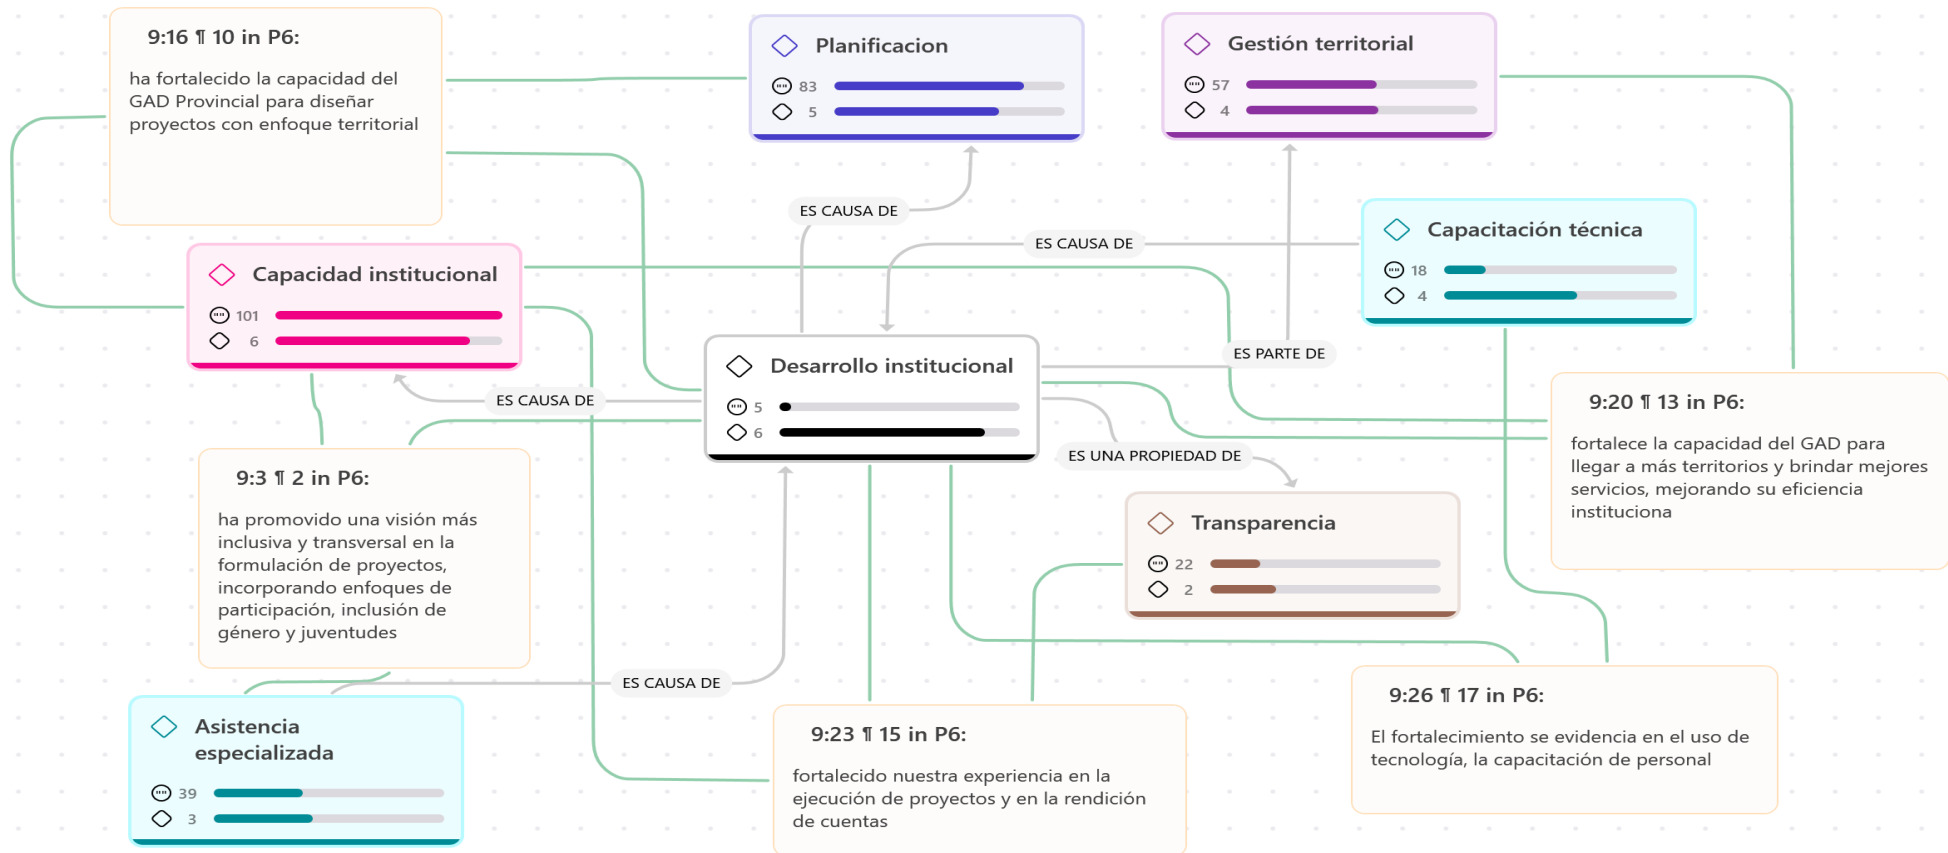 9:16 ¶ 10 in P6:
ha fortalecido la capacidad del
GAD Provincial para diseñar
proyectos con enfoque territorial
Planificacion
83
5
Gestión territorial
57
4
ES CAUSA DE
Capacitación técnica
18
4
ES CAUSA DE
Capacidad institucional
101
6
ES PARTE DE
Desarrollo institucional
5
6
ES CAUSA DE
9:20 ¶ 13 in P6:
fortalece la capacidad del GAD para
llegar a más territorios y brindar mejores
servicios, mejorando su eficiencia
instituciona
ES UNA PROPIEDAD DE
9:3 ¶ 2 in P6:
ha promovido una visión más
inclusiva y transversal en la
formulación de proyectos,
incorporando enfoques de
participación, inclusión de
género y juventudes
Transparencia
22
2
ES CAUSA DE
9:26 ¶ 17 in P6:
El fortalecimiento se evidencia en el uso de
tecnología, la capacitación de personal
Asistencia
especializada
39
3
9:23 ¶ 15 in P6:
fortalecido nuestra experiencia en la
ejecución de proyectos y en la rendición
de cuentas